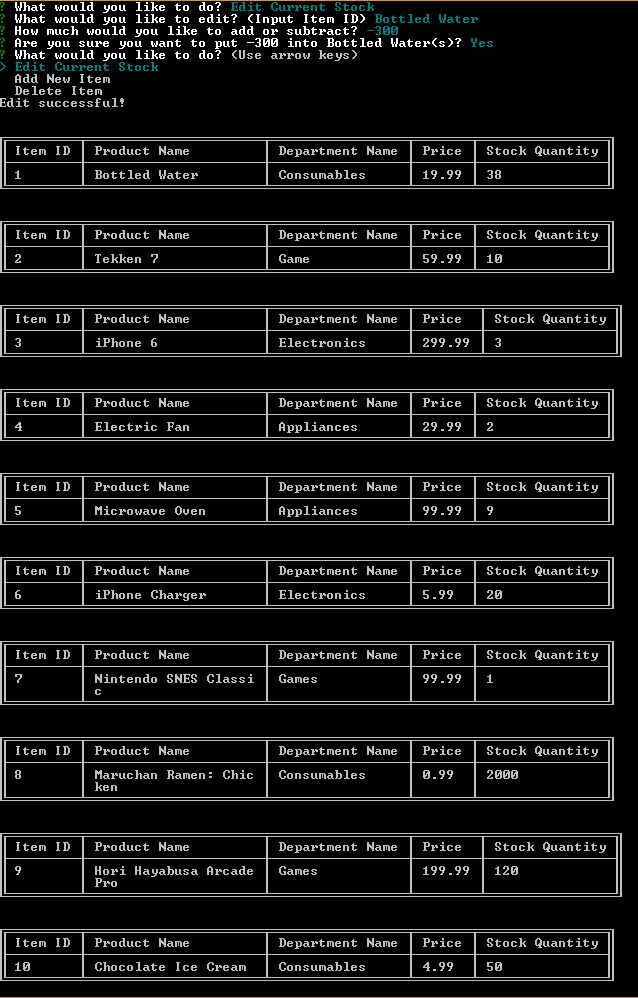 ? What would you like to do? Edit Current Stock
? What would you like to edit? (Input Item ID) Bottled Water
? How much would you like to add or subtract? -300
? Are you sure you want to put -300 into Bottled Water(s)? Yes
? What would you like to do? (Use arrow keys)
> Edit Current Stock
Add New Item
Delete Item
Edit successful!
Item ID Product Name Department Name Price Stock Quantity
1 Bottled Water Consumables 19.99 38
Item ID Product Name Department Name Price Stock Quantity
2 Tekken 7 Game 59.99 10
Item ID Product Name Department Name Price Stock Quantity
3 iPhone 6 Electronics 299.99 3
Item ID Product Name Department Name Price Stock Quantity
4 Electric Fan Appliances 29.99 2
Item ID Product Name Department Name Price Stock Quantity
5 Microwave Oven Appliances 99.99 9
Item ID Product Name Department Name Price Stock Quantity
6 iPhone Charger Electronics 5.99 20
Item ID Product Name Department Name Price Stock Quantity
7 Nintendo SNES Classi Games 99.99 1
c
Item ID Product Name Department Name Price Stock Quantity
8 Maruchan Ramen: Chic Consumables 0.99 2000
ken
Item ID Product Name Department Name Price Stock Quantity
9 Hori Hayabusa Arcade Games 199.99 120
Pro
Item ID Product Name Department Name Price Stock Quantity
10 Chocolate Ice Cream Consumables 4.99 50